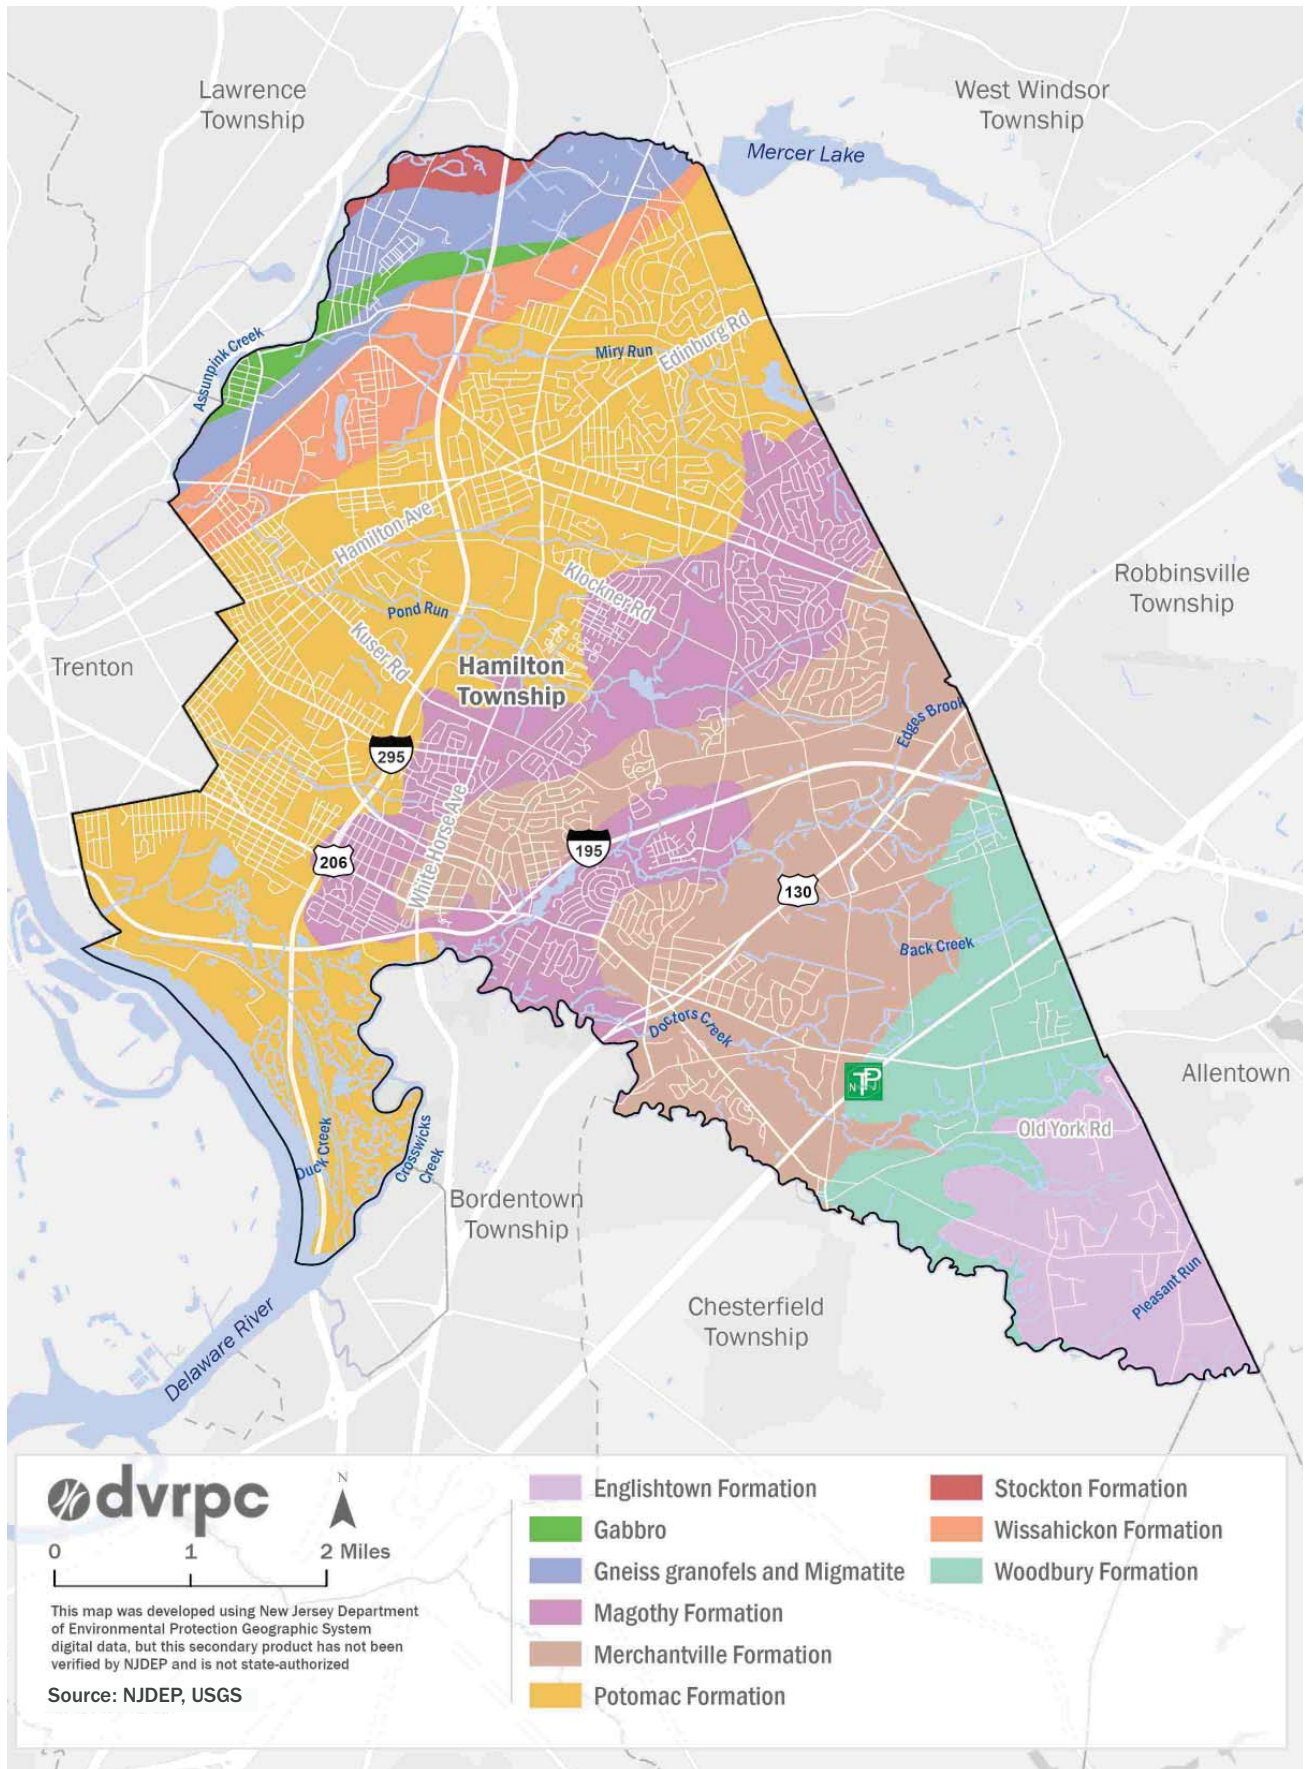 Lawrence
Township
West Windsor
Township
Mercer Lake
Assunpink Creek
Miry Run
Edinburg Rd
Hamilton Ave
Klockner Rd
Robbinsville
Township
Pond Run
Kuser Rd
Trenton
Hamilton
Township
Edges Brook
295
White Horse Ave
206
195
130
Back Creek
Doctors Creek
NTPJ
Allentown
Old York Rd
Duck Creek
Crosswicks
Creek
Bordentown
Township
Pleasant Run
Chesterfield
Township
Delaware River
dvrpc
N
0 1 2 Miles
This map was developed using New Jersey Department
of Environmental Protection Geographic System
digital data, but this secondary product has not been
verified by NJDEP and is not state-authorized
Source: NJDEP, USGS
Englishtown Formation
Gabbro
Gneiss granofels and Migmatite
Magothy Formation
Merchantville Formation
Potomac Formation
Stockton Formation
Wissahickon Formation
Woodbury Formation